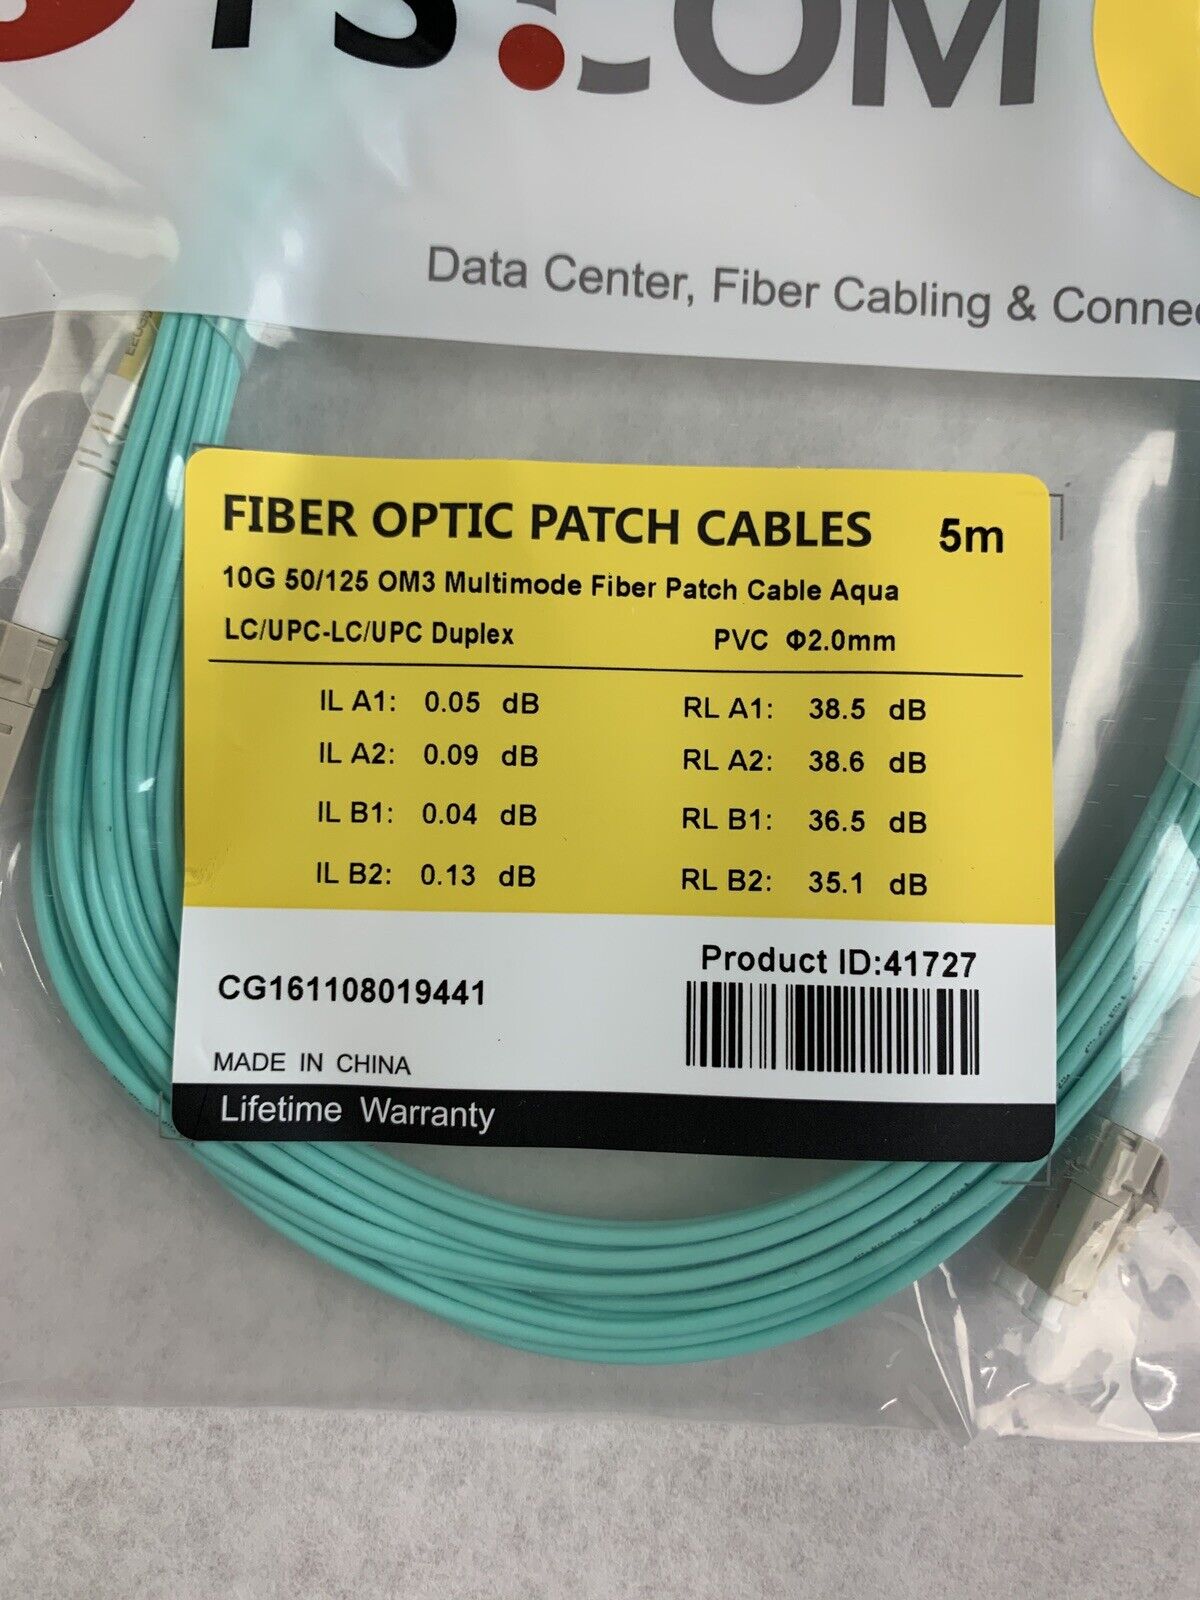 FS.COM
Data Center, Fiber Cabling &
FIBER OPTIC PATCH CABLES 5m
10G 50/125 OM3 Multimode Fiber Patch Cable Aqua
LC/UPC-LC/UPC Duplex PVC Φ2.0mm
IL A1: 0.05 dB RL A1: 38.5 dB
IL A2: 0.09 dB RL A2: 38.6 dB
IL B1: 0.04 dB RL B1: 36.5 dB
IL B2: 0.13 dB RL B2: 35.1 dB
Product ID:41727
CG161108019441
MADE IN CHINA
Lifetime Warranty